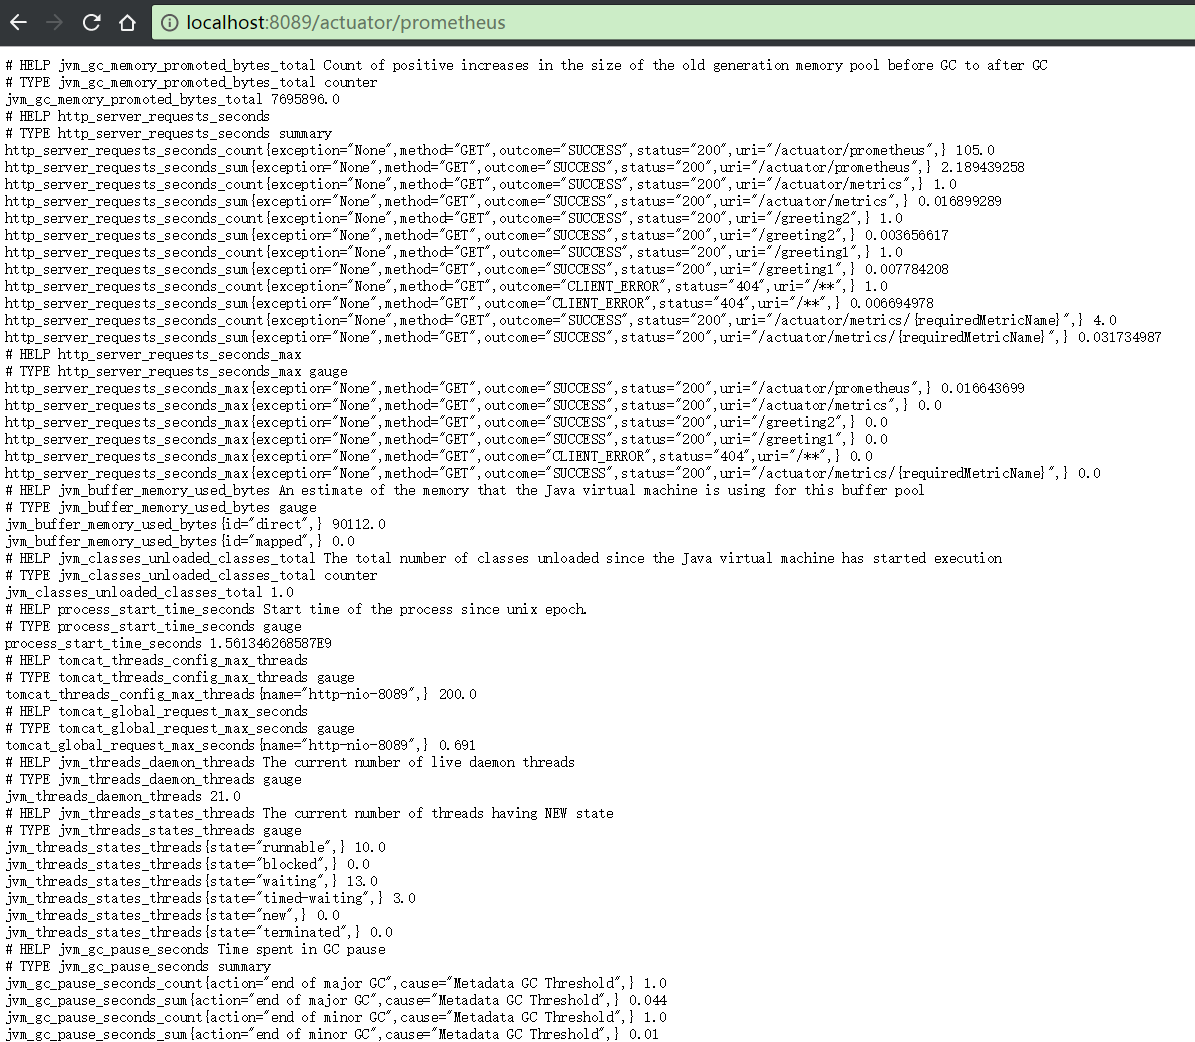 localhost:8089/actuator/prometheus
# HELP jvm_gc_memory_promoted_bytes_total Count of positive increases in the size of the old generation memory pool before GC to after GC
# TYPE jvm_gc_memory_promoted_bytes_total counter
jvm_gc_memory_promoted_bytes_total 7695896.0
# HELP http_server_requests_seconds
# TYPE http_server_requests_seconds summary
http_server_requests_seconds_count{exception="None",method="GET",outcome="SUCCESS",status="200",uri="/actuator/prometheus",} 105.0
http_server_requests_seconds_sum{exception="None",method="GET",outcome="SUCCESS",status="200",uri="/actuator/prometheus",} 2.189439258
http_server_requests_seconds_count{exception="None",method="GET",outcome="SUCCESS",status="200",uri="/actuator/metrics",} 1.0
http_server_requests_seconds_sum{exception="None",method="GET",outcome="SUCCESS",status="200",uri="/actuator/metrics",} 0.016899289
http_server_requests_seconds_count{exception="None",method="GET",outcome="SUCCESS",status="200",uri="/greeting2",} 1.0
http_server_requests_seconds_sum{exception="None",method="GET",outcome="SUCCESS",status="200",uri="/greeting2",} 0.003656617
http_server_requests_seconds_count{exception="None",method="GET",outcome="SUCCESS",status="200",uri="/greeting1",} 1.0
http_server_requests_seconds_sum{exception="None",method="GET",outcome="SUCCESS",status="200",uri="/greeting1",} 0.007784208
http_server_requests_seconds_count{exception="None",method="GET",outcome="CLIENT_ERROR",status="404",uri="/**",} 1.0
http_server_requests_seconds_sum{exception="None",method="GET",outcome="CLIENT_ERROR",status="404",uri="/**",} 0.006694978
http_server_requests_seconds_count{exception="None",method="GET",outcome="SUCCESS",status="200",uri="/actuator/metrics/{requiredMetricName}",} 4.0
http_server_requests_seconds_sum{exception="None",method="GET",outcome="SUCCESS",status="200",uri="/actuator/metrics/{requiredMetricName}",} 0.031734987
# HELP http_server_requests_seconds_max
# TYPE http_server_requests_seconds_max gauge
http_server_requests_seconds_max{exception="None",method="GET",outcome="SUCCESS",status="200",uri="/actuator/prometheus",} 0.016643699
http_server_requests_seconds_max{exception="None",method="GET",outcome="SUCCESS",status="200",uri="/actuator/metrics",} 0.0
http_server_requests_seconds_max{exception="None",method="GET",outcome="SUCCESS",status="200",uri="/greeting2",} 0.0
http_server_requests_seconds_max{exception="None",method="GET",outcome="SUCCESS",status="200",uri="/greeting1",} 0.0
http_server_requests_seconds_max{exception="None",method="GET",outcome="CLIENT_ERROR",status="404",uri="/**",} 0.0
http_server_requests_seconds_max{exception="None",method="GET",outcome="SUCCESS",status="200",uri="/actuator/metrics/{requiredMetricName}",} 0.0
# HELP jvm_buffer_memory_used_bytes An estimate of the memory that the Java virtual machine is using for this buffer pool
# TYPE jvm_buffer_memory_used_bytes gauge
jvm_buffer_memory_used_bytes{id="direct",} 90112.0
jvm_buffer_memory_used_bytes{id="mapped",} 0.0
# HELP jvm_classes_unloaded_classes_total The total number of classes unloaded since the Java virtual machine has started execution
# TYPE jvm_classes_unloaded_classes_total counter
jvm_classes_unloaded_classes_total 1.0
# HELP process_start_time_seconds Start time of the process since unix epoch.
# TYPE process_start_time_seconds gauge
process_start_time_seconds 1.561346268587E9
# HELP tomcat_threads_config_max_threads
# TYPE tomcat_threads_config_max_threads gauge
tomcat_threads_config_max_threads{name="http-nio-8089",} 200.0
# HELP tomcat_global_request_max_seconds
# TYPE tomcat_global_request_max_seconds gauge
tomcat_global_request_max_seconds{name="http-nio-8089",} 0.691
# HELP jvm_threads_daemon_threads The current number of live daemon threads
# TYPE jvm_threads_daemon_threads gauge
jvm_threads_daemon_threads 21.0
# HELP jvm_threads_states_threads The current number of threads having NEW state
# TYPE jvm_threads_states_threads gauge
jvm_threads_states_threads{state="runnable",} 10.0
jvm_threads_states_threads{state="blocked",} 0.0
jvm_threads_states_threads{state="waiting",} 13.0
jvm_threads_states_threads{state="timed-waiting",} 3.0
jvm_threads_states_threads{state="new",} 0.0
jvm_threads_states_threads{state="terminated",} 0.0
# HELP jvm_gc_pause_seconds Time spent in GC pause
# TYPE jvm_gc_pause_seconds summary
jvm_gc_pause_seconds_count{action="end of major GC",cause="Metadata GC Threshold",} 1.0
jvm_gc_pause_seconds_sum{action="end of major GC",cause="Metadata GC Threshold",} 0.044
jvm_gc_pause_seconds_count{action="end of minor GC",cause="Metadata GC Threshold",} 1.0
jvm_gc_pause_seconds_sum{action="end of minor GC",cause="Metadata GC Threshold",} 0.01